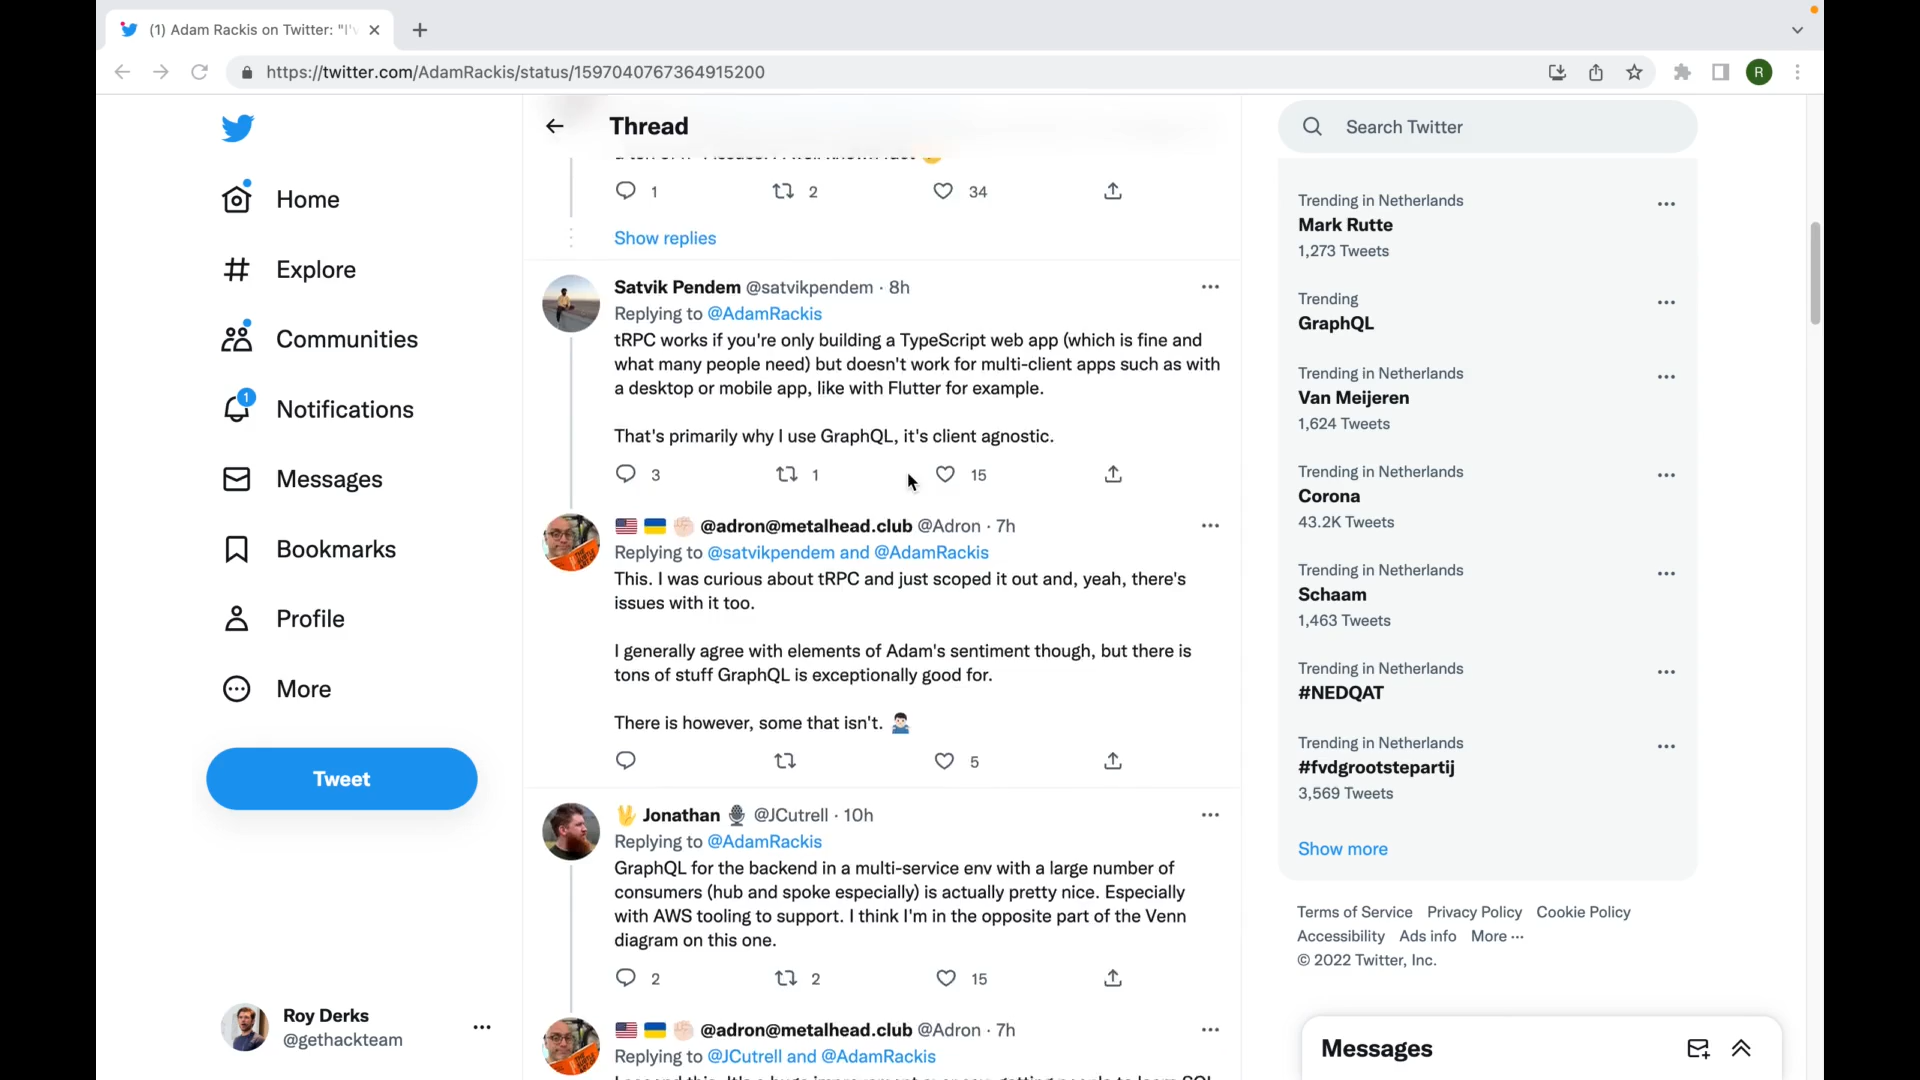 (1) Adam Rackis on Twitter: "I'v
https://twitter.com/AdamRackis/status/1597040767364915200
R
Home
Explore
Communities
1
Notifications
Messages
Bookmarks
Profile
More
Tweet
Roy Derks
@gethackteam
Thread
1
2
34
Show replies
Satvik Pendem @satvikpendem · 8h
Replying to @AdamRackis
tRPC works if you're only building a TypeScript web app (which is fine and
what many people need) but doesn't work for multi-client apps such as with
a desktop or mobile app, like with Flutter for example.
That's primarily why I use GraphQL, it's client agnostic.
3
1
15
@adron@metalhead.club @Adron · 7h
Replying to @satvikpendem and @AdamRackis
This. I was curious about tRPC and just scoped it out and, yeah, there's
issues with it too.
I generally agree with elements of Adam's sentiment though, but there is
tons of stuff GraphQL is exceptionally good for.
There is however, some that isn't. 🤷🏻‍♂️
5
🖖 Jonathan 🎙 @JCutrell · 10h
Replying to @AdamRackis
GraphQL for the backend in a multi-service env with a large number of
consumers (hub and spoke especially) is actually pretty nice. Especially
with AWS tooling to support. I think I'm in the opposite part of the Venn
diagram on this one.
2
2
15
@adron@metalhead.club @Adron · 7h
Replying to @JCutrell and @AdamRackis
Search Twitter
Trending in Netherlands
Mark Rutte
1,273 Tweets
Trending
GraphQL
Trending in Netherlands
Van Meijeren
1,624 Tweets
Trending in Netherlands
Corona
43.2K Tweets
Trending in Netherlands
Schaam
1,463 Tweets
Trending in Netherlands
#NEDQAT
Trending in Netherlands
#fvdgrootstepartij
3,569 Tweets
Show more
Terms of Service Privacy Policy Cookie Policy
Accessibility Ads info More ···
© 2022 Twitter, Inc.
Messages